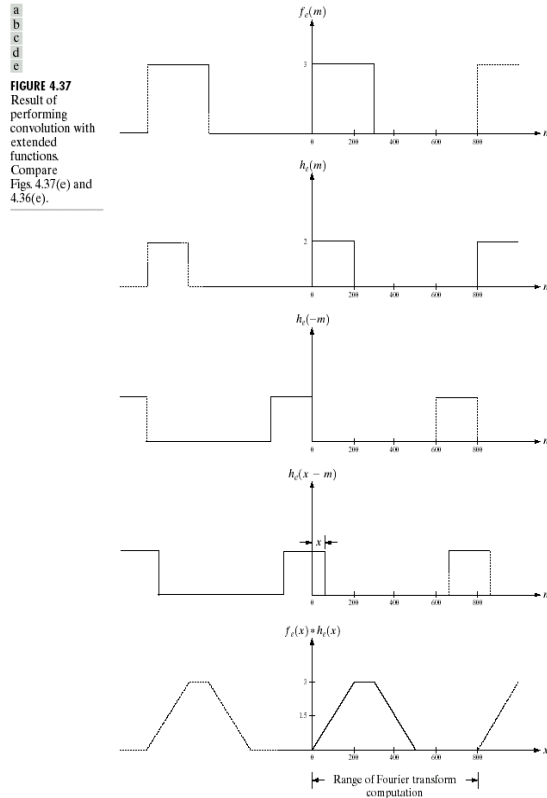 a
b
c
d
e
FIGURE 4.37
Result of
performing
convolution with
extended
functions.
Compare
Figs. 4.37(e) and
4.36(e).
fₑ(m)
3
0 200 400 600 800
hₑ(m)
2
0 200 400 600 800
hₑ(−m)
0 200 400 600 800
hₑ(x − m)
x
0 200 400 600 800
fₑ(x) * hₑ(x)
1.5
0 200 400 600 800 x
Range of Fourier transform
computation